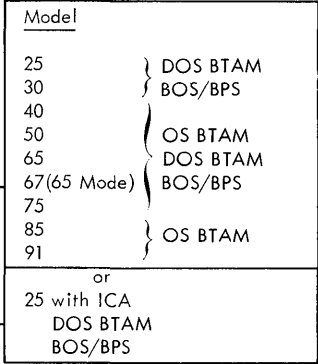 Model
25 DOS BTAM
30 BOS/BPS
40
50 OS BTAM
65 DOS BTAM
67(65 Mode) BOS/BPS
75
85 OS BTAM
91
or
25 with ICA
DOS BTAM
BOS/BPS